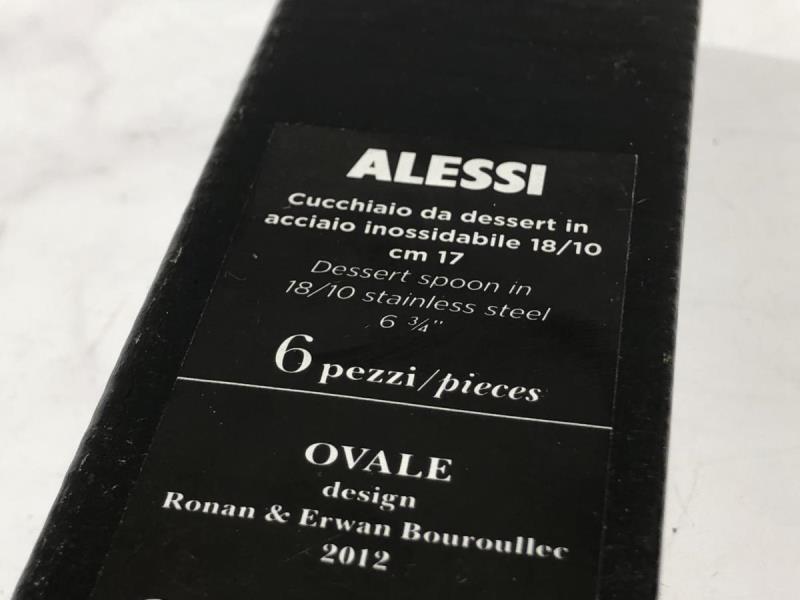 ALESSI
Cucchiaio da dessert in
acciaio inossidabile 18/10
cm 17
Dessert spoon in
18/10 stainless steel
6 ¾"
6 pezzi/pieces
OVALE
design
Ronan & Erwan Bouroullec
2012